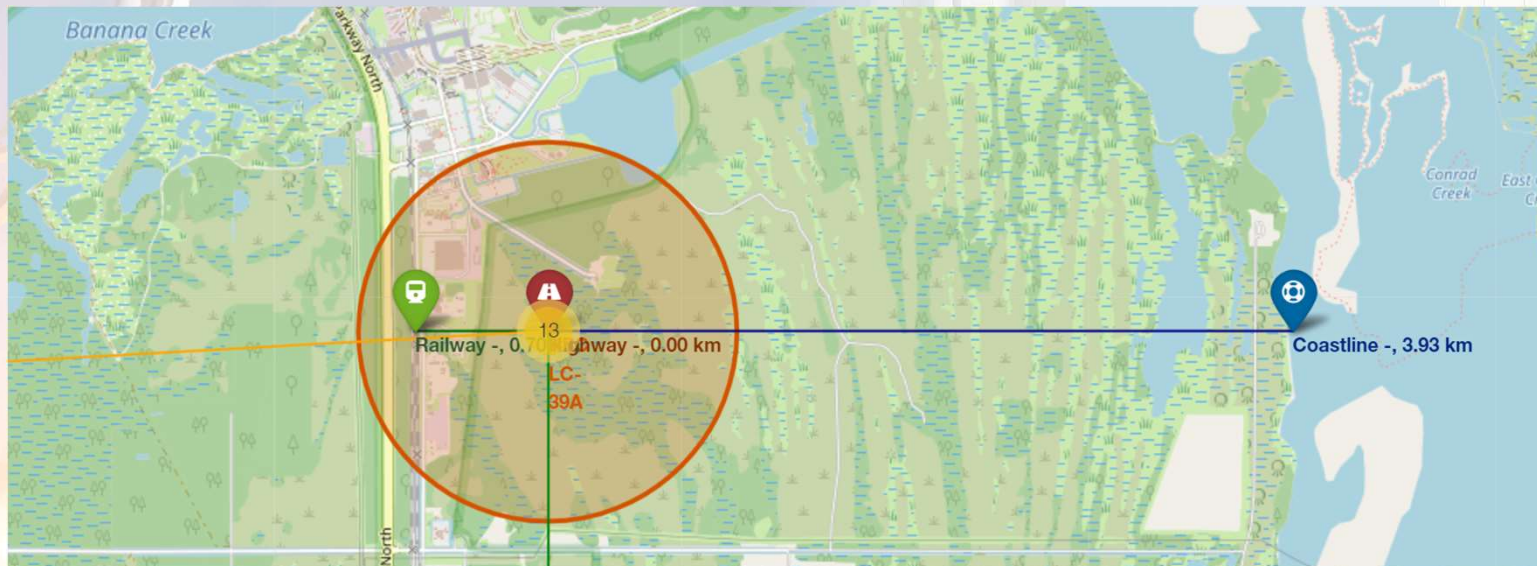 Banana Creek
Parkway North
Conrad
Creek
East
13
Railway -, 0.70
Highway -, 0.00 km
LC-
39A
Coastline -, 3.93 km
North